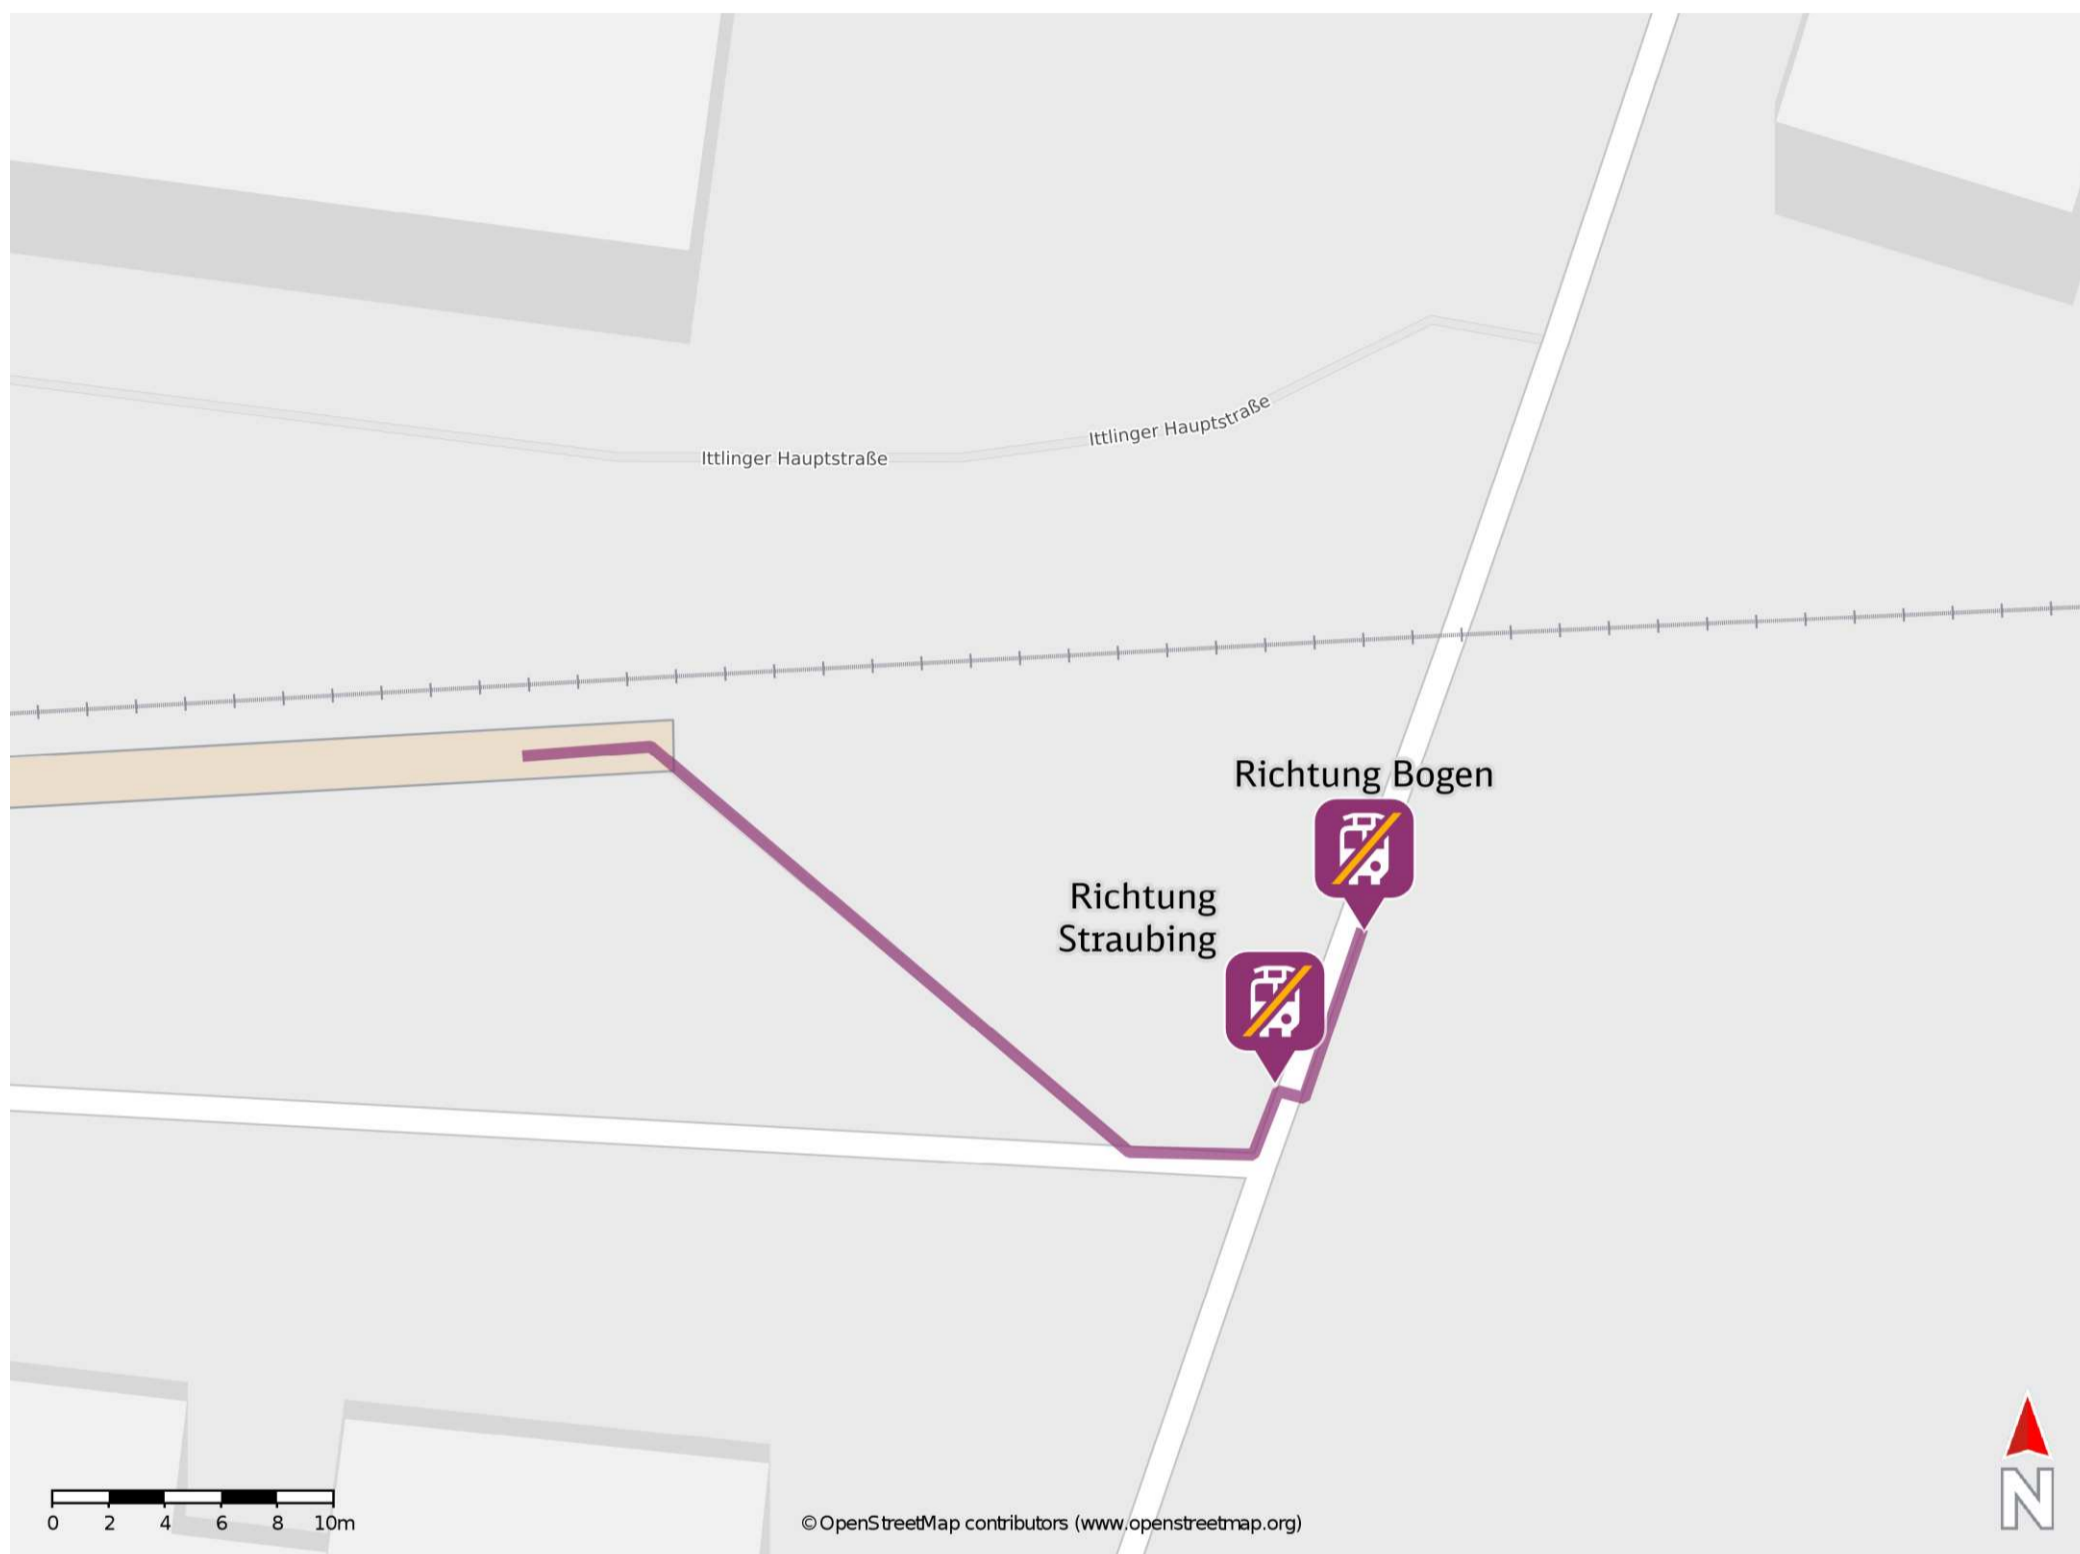 Ittlinger Hauptstraße
Ittlinger Hauptstraße
Richtung Bogen
Richtung
Straubing
0 2 4 6 8 10m
© OpenStreetMap contributors (www.openstreetmap.org)
N